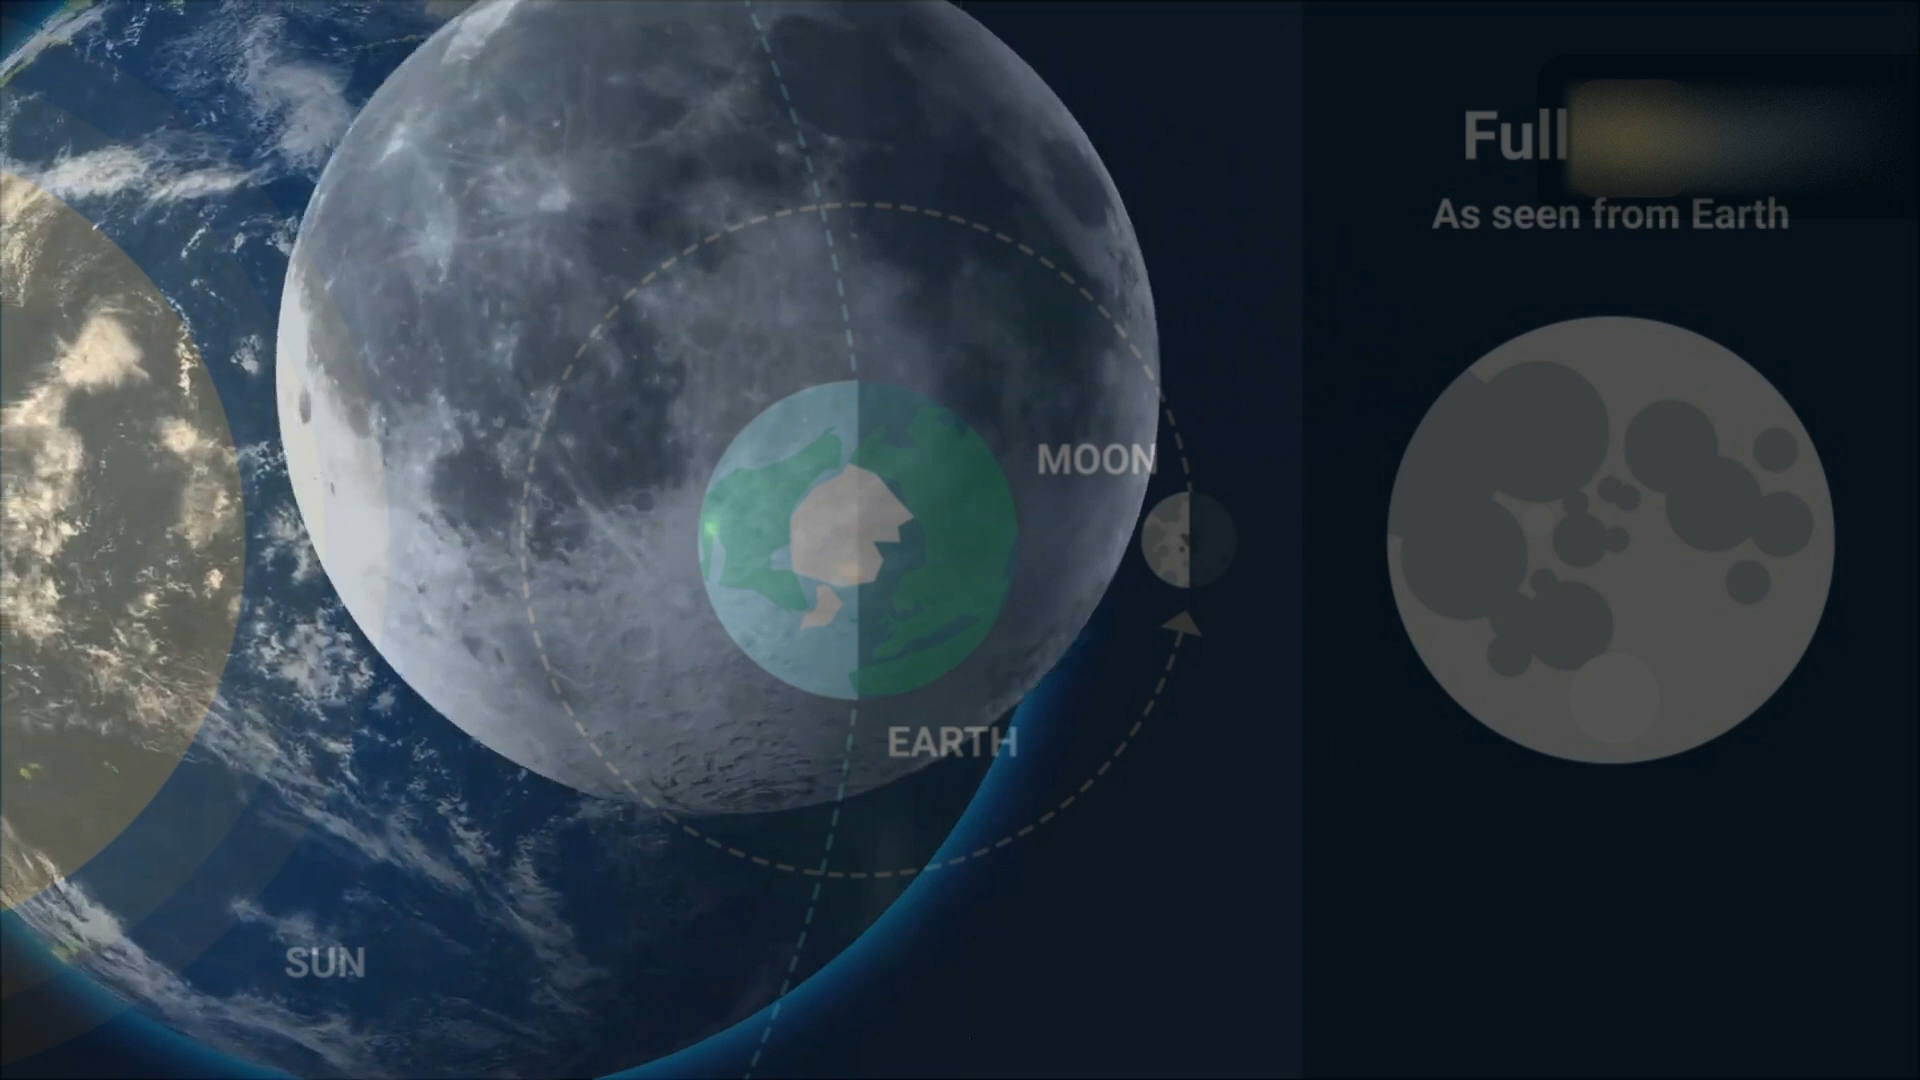 Full
As seen from Earth
MOON
EARTH
SUN